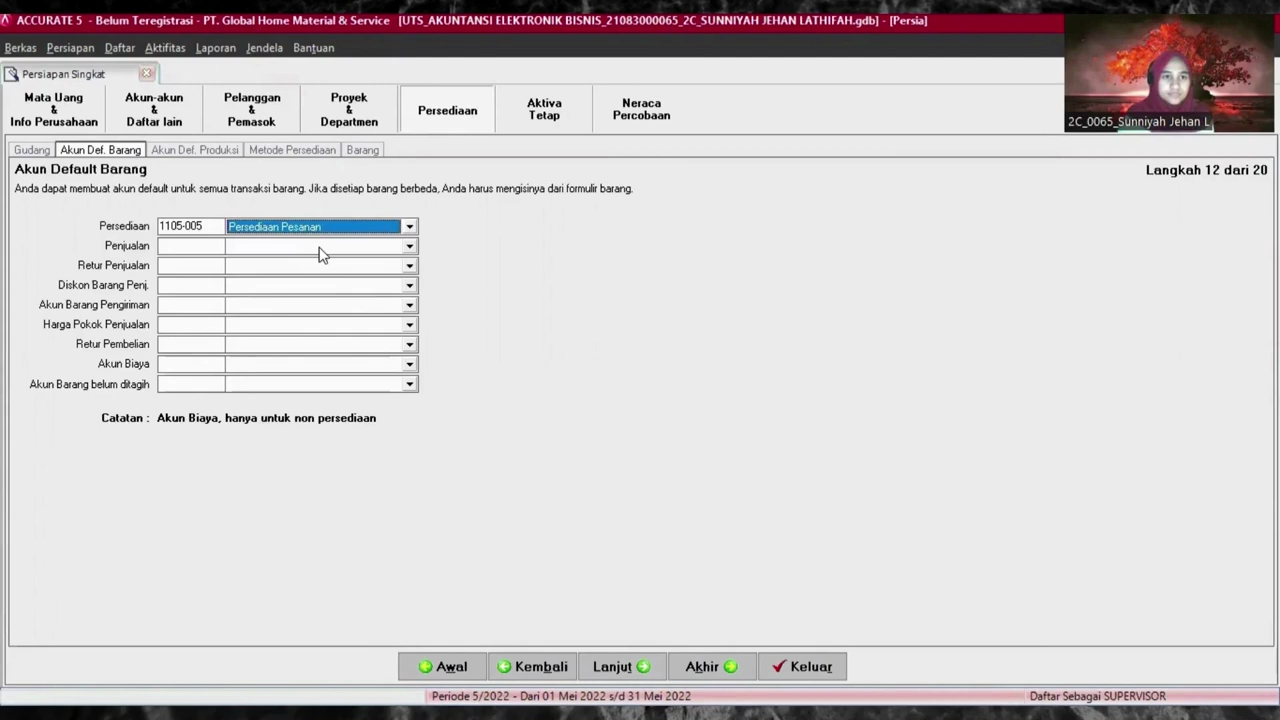 ACCURATE 5 - Belum Teregistrasi - PT. Global Home Material & Service [UTS_AKUNTANSI ELEKTRONIK BISNIS_21083000065_2C_SUNNIYAH JEHAN LATHIFAH.gdb] - [Persia]
Berkas Persiapan Daftar Aktifitas Laporan Jendela Bantuan
Persiapan Singkat
Mata Uang & Info Perusahaan
Akun-akun & Daftar lain
Pelanggan & Pemasok
Proyek & Departmen
Persediaan
Aktiva Tetap
Neraca Percobaan
2C_0065_Sunniyah Jehan L
Gudang Akun Def. Barang Akun Def. Produksi Metode Persediaan Barang
Akun Default Barang
Langkah 12 dari 20
Anda dapat membuat akun default untuk semua transaksi barang. Jika disetiap barang berbeda, Anda harus mengisinya dari formulir barang.
Persediaan 1105-005 Persediaan Pesanan
Penjualan
Retur Penjualan
Diskon Barang Penj.
Akun Barang Pengiriman
Harga Pokok Penjualan
Retur Pembelian
Akun Biaya
Akun Barang belum ditagih
Catatan : Akun Biaya, hanya untuk non persediaan
Awal Kembali Lanjut Akhir Keluar
Periode 5/2022 - Dari 01 Mei 2022 s/d 31 Mei 2022
Daftar Sebagai SUPERVISOR